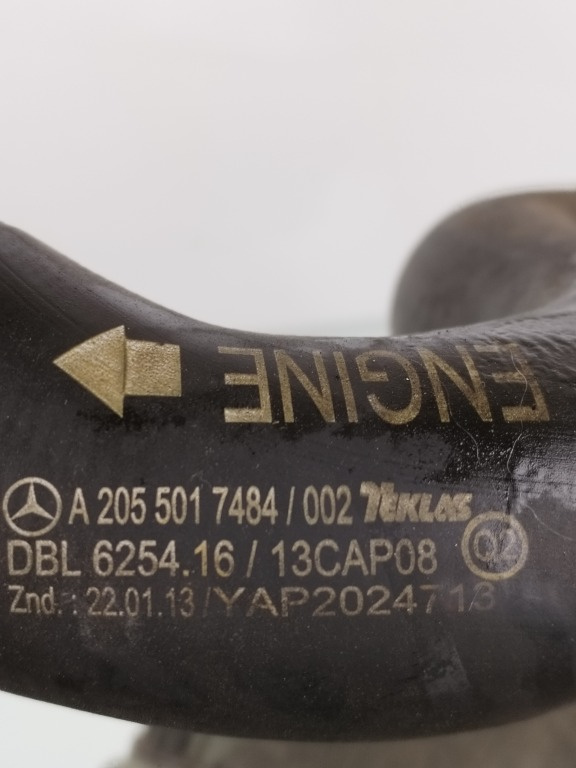 ENGINE
A 205 501 7484 / 002 TEKLAS
DBL 6254.16 / 13CAP08 02
Znd. : 22.01.13 / YAP2024713